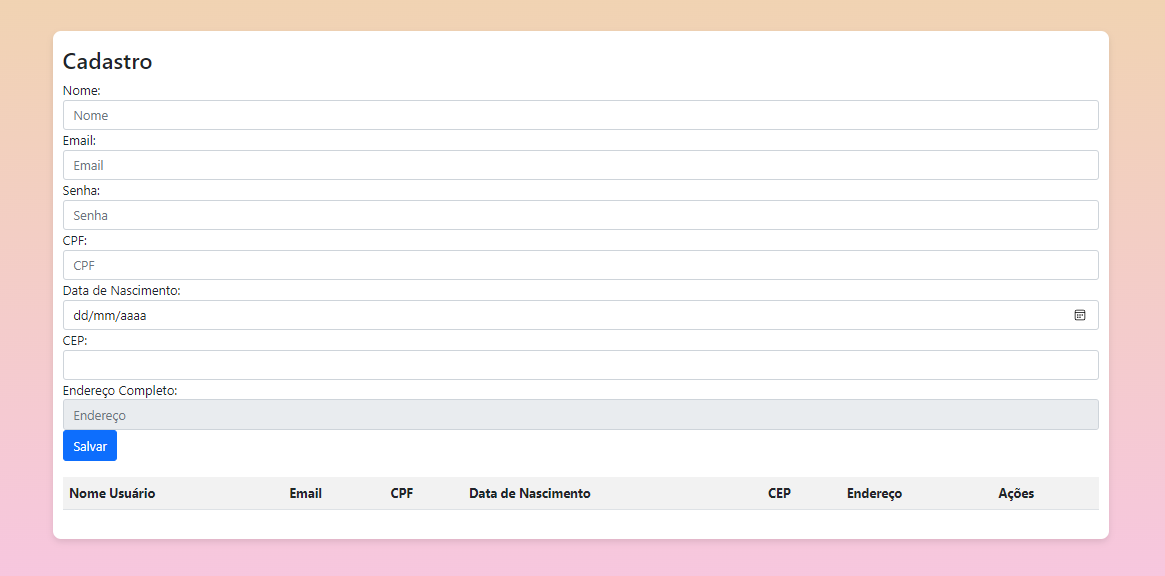 Cadastro
Nome:
Nome
Email:
Email
Senha:
Senha
CPF:
CPF
Data de Nascimento:
dd/mm/aaaa
CEP:
Endereço Completo:
Endereço
Salvar
Nome Usuário Email CPF Data de Nascimento CEP Endereço Ações